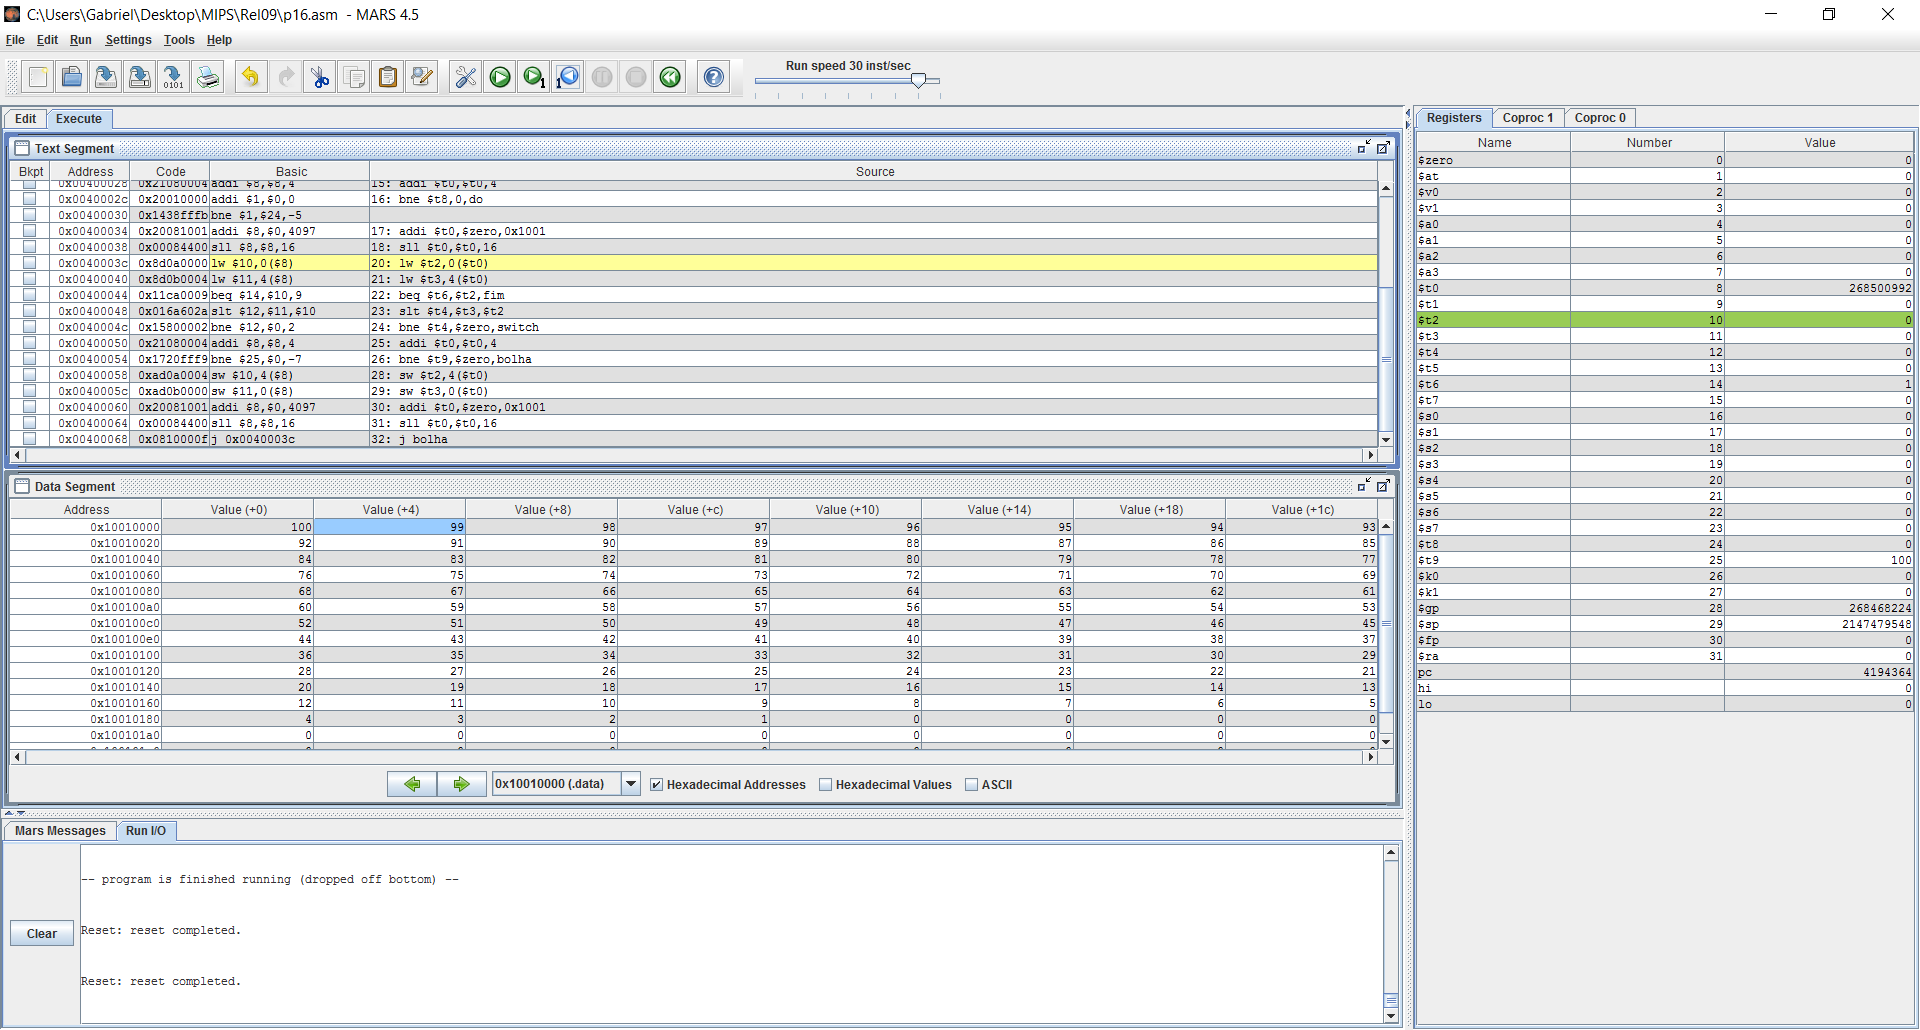 C:\Users\Gabriel\Desktop\MIPS\Rel09\p16.asm - MARS 4.5
File Edit Run Settings Tools Help
Run speed 30 inst/sec
Edit Execute
Text Segment
Bkpt Address Code Basic Source
0x00400028 0x21080004 addi $8,$8,4 15: addi $t0,$t0,4
0x0040002c 0x20010000 addi $1,$0,0 16: bne $t8,0,do
0x00400030 0x1438fffb bne $1,$24,-5
0x00400034 0x20081001 addi $8,$0,4097 17: addi $t0,$zero,0x1001
0x00400038 0x00084400 sll $8,$8,16 18: sll $t0,$t0,16
0x0040003c 0x8d0a0000 lw $10,0($8) 20: lw $t2,0($t0)
0x00400040 0x8d0b0004 lw $11,4($8) 21: lw $t3,4($t0)
0x00400044 0x11ca0009 beq $14,$10,9 22: beq $t6,$t2,fim
0x00400048 0x016a602a slt $12,$11,$10 23: slt $t4,$t3,$t2
0x0040004c 0x15800002 bne $12,$0,2 24: bne $t4,$zero,switch
0x00400050 0x21080004 addi $8,$8,4 25: addi $t0,$t0,4
0x00400054 0x1720fff9 bne $25,$0,-7 26: bne $t9,$zero,bolha
0x00400058 0xad0a0004 sw $10,4($8) 28: sw $t2,4($t0)
0x0040005c 0xad0b0000 sw $11,0($8) 29: sw $t3,0($t0)
0x00400060 0x20081001 addi $8,$0,4097 30: addi $t0,$zero,0x1001
0x00400064 0x00084400 sll $8,$8,16 31: sll $t0,$t0,16
0x00400068 0x0810000f j 0x0040003c 32: j bolha
Data Segment
Address Value (+0) Value (+4) Value (+8) Value (+c) Value (+10) Value (+14) Value (+18) Value (+1c)
0x10010000 100 99 98 97 96 95 94 93
0x10010020 92 91 90 89 88 87 86 85
0x10010040 84 83 82 81 80 79 78 77
0x10010060 76 75 74 73 72 71 70 69
0x10010080 68 67 66 65 64 63 62 61
0x100100a0 60 59 58 57 56 55 54 53
0x100100c0 52 51 50 49 48 47 46 45
0x100100e0 44 43 42 41 40 39 38 37
0x10010100 36 35 34 33 32 31 30 29
0x10010120 28 27 26 25 24 23 22 21
0x10010140 20 19 18 17 16 15 14 13
0x10010160 12 11 10 9 8 7 6 5
0x10010180 4 3 2 1 0 0 0 0
0x100101a0 0 0 0 0 0 0 0 0
0x10010000 (.data) Hexadecimal Addresses Hexadecimal Values ASCII
Mars Messages Run I/O
-- program is finished running (dropped off bottom) --
Reset: reset completed.
Clear
Reset: reset completed.
Registers Coproc 1 Coproc 0
Name Number Value
$zero 0 0
$at 1 0
$v0 2 0
$v1 3 0
$a0 4 0
$a1 5 0
$a2 6 0
$a3 7 0
$t0 8 268500992
$t1 9 0
$t2 10 0
$t3 11 0
$t4 12 0
$t5 13 0
$t6 14 1
$t7 15 0
$s0 16 0
$s1 17 0
$s2 18 0
$s3 19 0
$s4 20 0
$s5 21 0
$s6 22 0
$s7 23 0
$t8 24 0
$t9 25 100
$k0 26 0
$k1 27 0
$gp 28 268468224
$sp 29 2147479548
$fp 30 0
$ra 31 0
pc 4194364
hi 0
lo 0